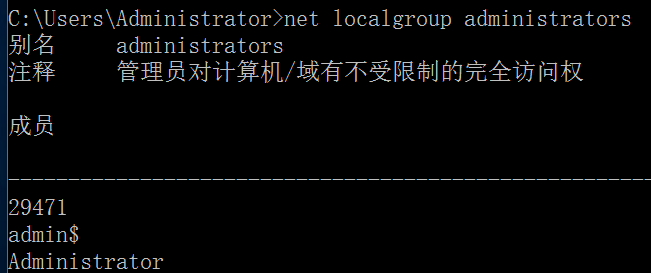 C:\Users\Administrator>net localgroup administrators
别名     administrators
注释     管理员对计算机/域有不受限制的完全访问权
成员
-------------------------------------------------------
29471
admin$
Administrator